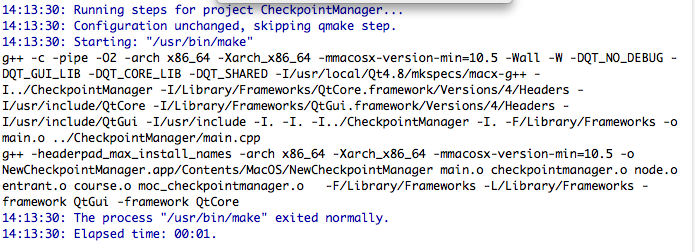 14:13:30: Running steps for project CheckpointManager...
14:13:30: Configuration unchanged, skipping qmake step.
14:13:30: Starting: "/usr/bin/make"
g++ -c -pipe -O2 -arch x86_64 -Xarch_x86_64 -mmacosx-version-min=10.5 -Wall -W -DQT_NO_DEBUG -
DQT_GUI_LIB -DQT_CORE_LIB -DQT_SHARED -I/usr/local/Qt4.8/mkspecs/macx-g++ -
I../CheckpointManager -I/Library/Frameworks/QtCore.framework/Versions/4/Headers -
I/usr/include/QtCore -I/Library/Frameworks/QtGui.framework/Versions/4/Headers -
I/usr/include/QtGui -I/usr/include -I. -I. -I../CheckpointManager -I. -F/Library/Frameworks -o
main.o ../CheckpointManager/main.cpp
g++ -headerpad_max_install_names -arch x86_64 -Xarch_x86_64 -mmacosx-version-min=10.5 -o
NewCheckpointManager.app/Contents/MacOS/NewCheckpointManager main.o checkpointmanager.o node.o
entrant.o course.o moc_checkpointmanager.o   -F/Library/Frameworks -L/Library/Frameworks -
framework QtGui -framework QtCore
14:13:30: The process "/usr/bin/make" exited normally.
14:13:30: Elapsed time: 00:01.